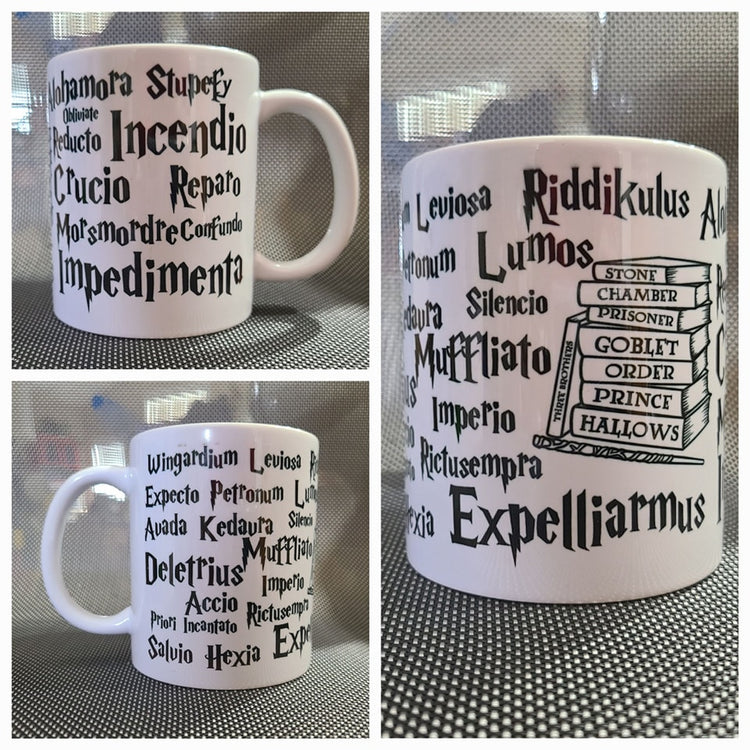 Alohamora Stupefy
Obliviate
Reducto Incendio
Crucio Reparo
Morsmordre Confundo
Impedimenta
Wingardium Leviosa
Expecto Petronum
Avada Kedavra Silencio
Deletrius Muffliato
Imperio
Accio
Rictusempra
Priori Incantato
Salvio Hexia
Leviosa Riddikulus
Lumos
Silencio
Muffliato
Imperio
Rictusempra
Expelliarmus
STONE
CHAMBER
PRISONER
GOBLET
ORDER
PRINCE
HALLOWS
THREE BROTHERS